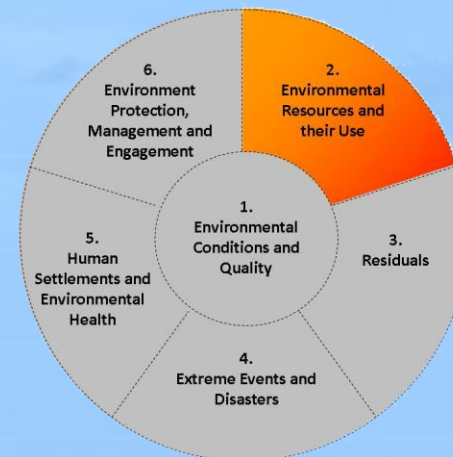 6.
Environment
Protection,
Management and
Engagement
2.
Environmental
Resources and
their Use
1.
Environmental
Conditions and
Quality
5.
Human
Settlements and
Environmental
Health
3.
Residuals
4.
Extreme Events and
Disasters